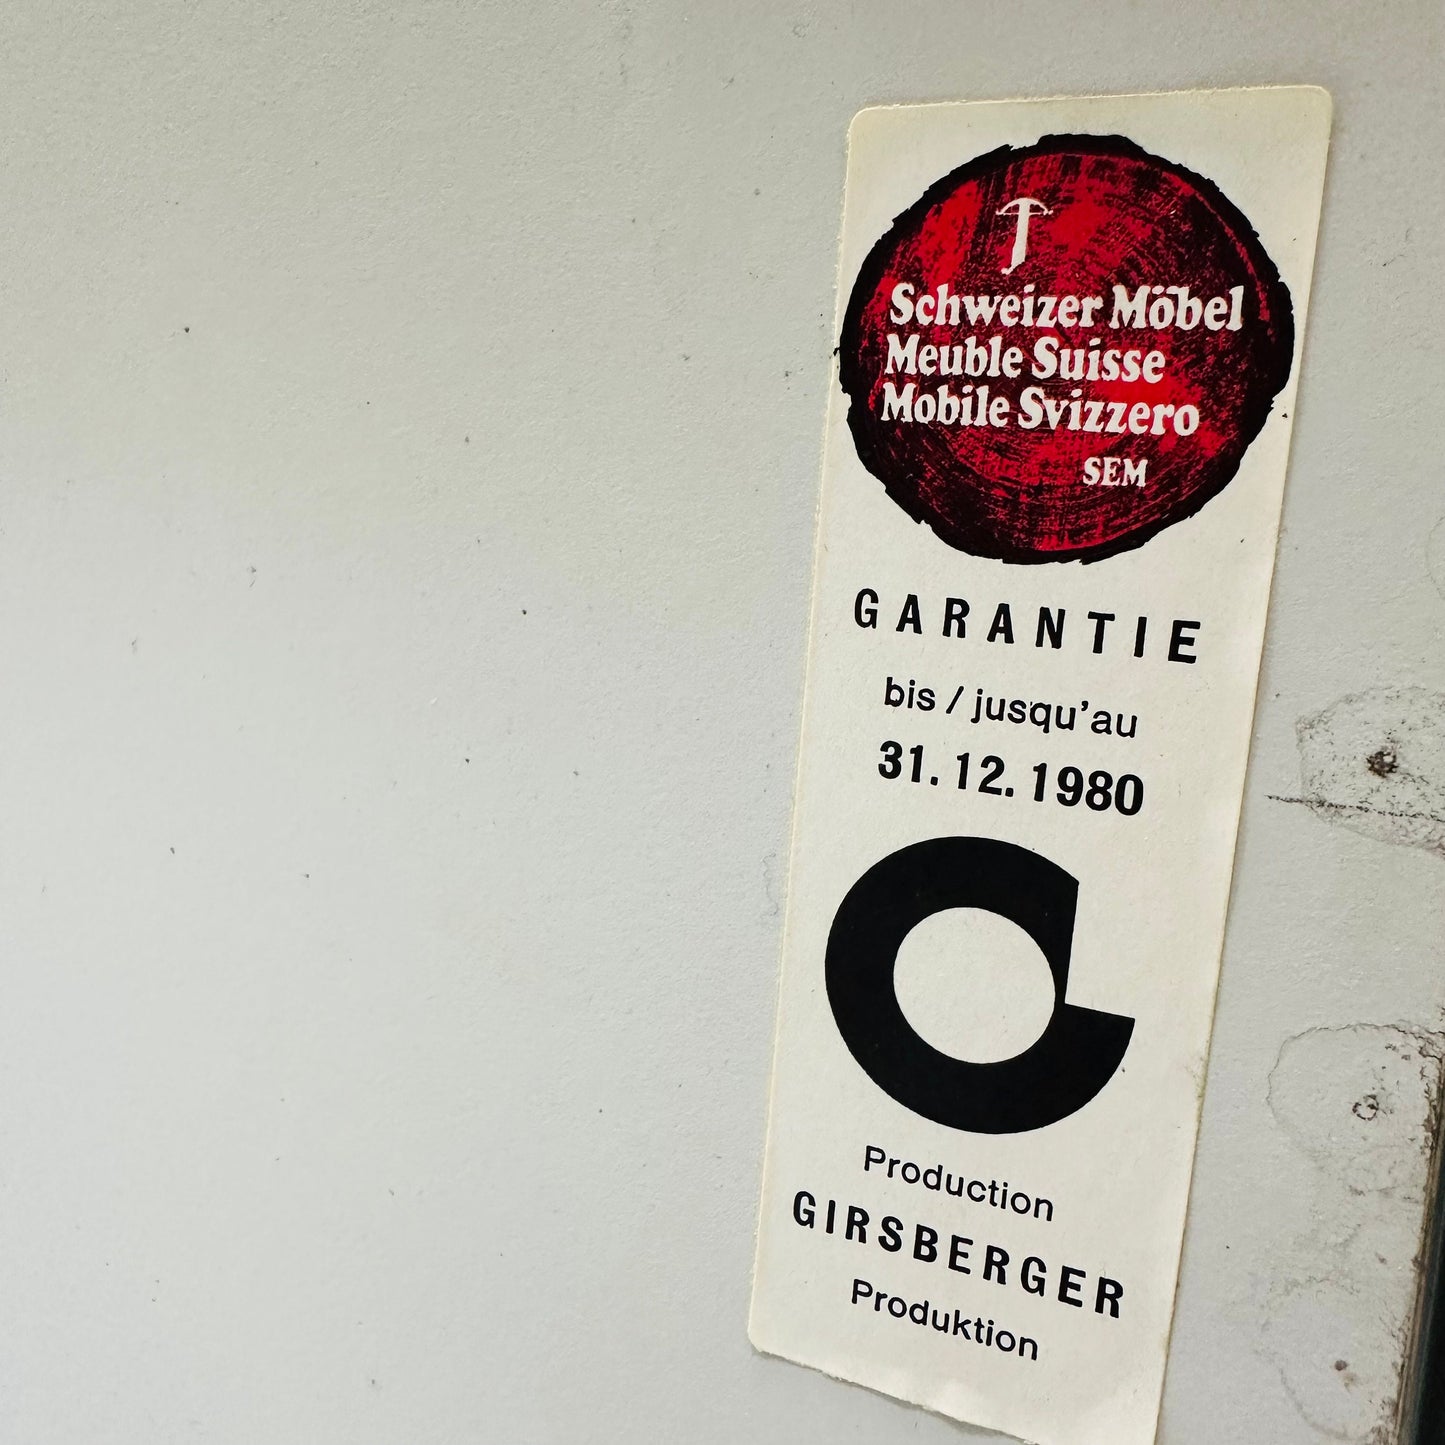 Schweizer Möbel
Meuble Suisse
Mobile Svizzero
SEM
GARANTIE
bis / jusqu'au
31.12.1980
Production
GIRSBERGER
Produktion